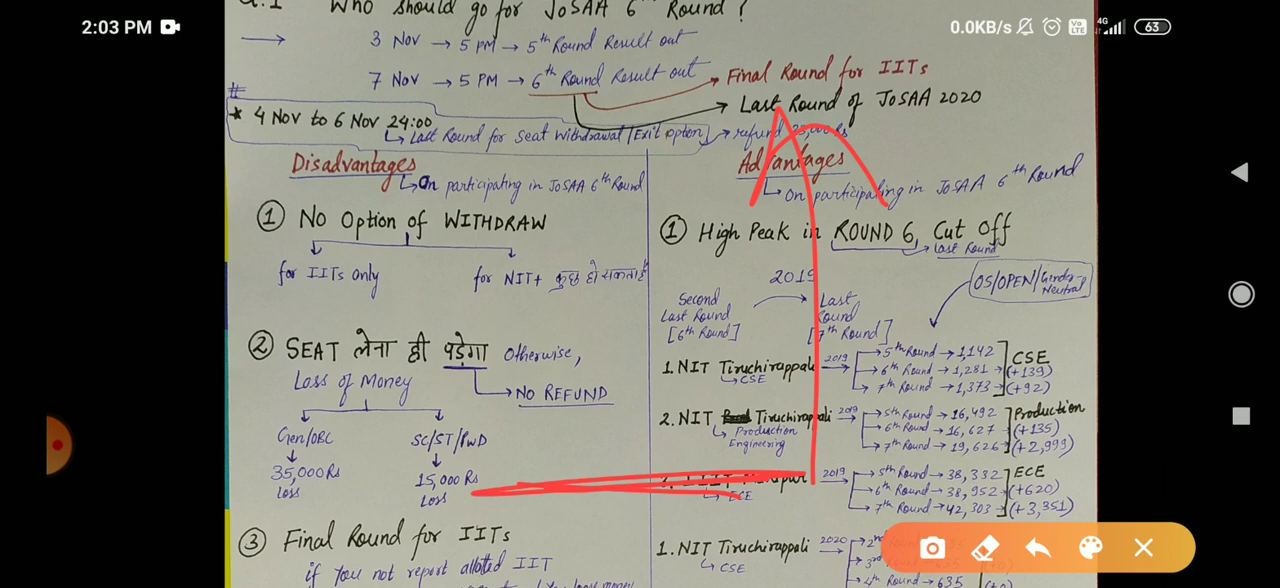 2:03 PM
0.0KB/s
Vo LTE
4G
63
Q.1 Who should go for JoSAA 6th Round?
3 Nov → 5 PM → 5th Round Result out
7 Nov → 5 PM → 6th Round Result out → Final Round for IITs
→ Last Round of JoSAA 2020
#
* 4 Nov to 6 Nov 24:00
Last Round for Seat Withdrawal/Exit option → refund
Disadvantages
On participating in JoSAA 6th Round
① No Option of WITHDRAW
for IITs only
for NIT+ कुछ हो सकता है
② SEAT लेना ही पड़ेगा Otherwise,
→ NO REFUND
Loss of Money
Gen/OBC
SC/ST/PWD
35,000 Rs
15,000 Rs
Loss
Loss
③ Final Round for IITs
if you not report allotted IIT
Advantages
On participating in JoSAA 6th Round
① High Peak in ROUND 6, Cut Off
Last Round
OS/OPEN/Gender-Neutral
2019
Second
Last Round
[6th Round]
Last
Round
[7th Round]
1. NIT Tiruchirappali 2019 → 5th Round → 1,142 CSE
CSE
6th Round → 1,281 (+139)
7th Round → 1,373 (+92)
2. NIT Tiruchirappali 2019 → 5th Round → 16,492 Production
Production
Engineering
6th Round → 16,627 (+135)
7th Round → 19,626 (+2,999)
2019 → 5th Round → 38,332 ECE
ECE
6th Round → 38,952 (+620)
7th Round → 42,303 (+3,351)
1. NIT Tiruchirappali 2020 → 2nd
CSE
3rd
4th Round → 635